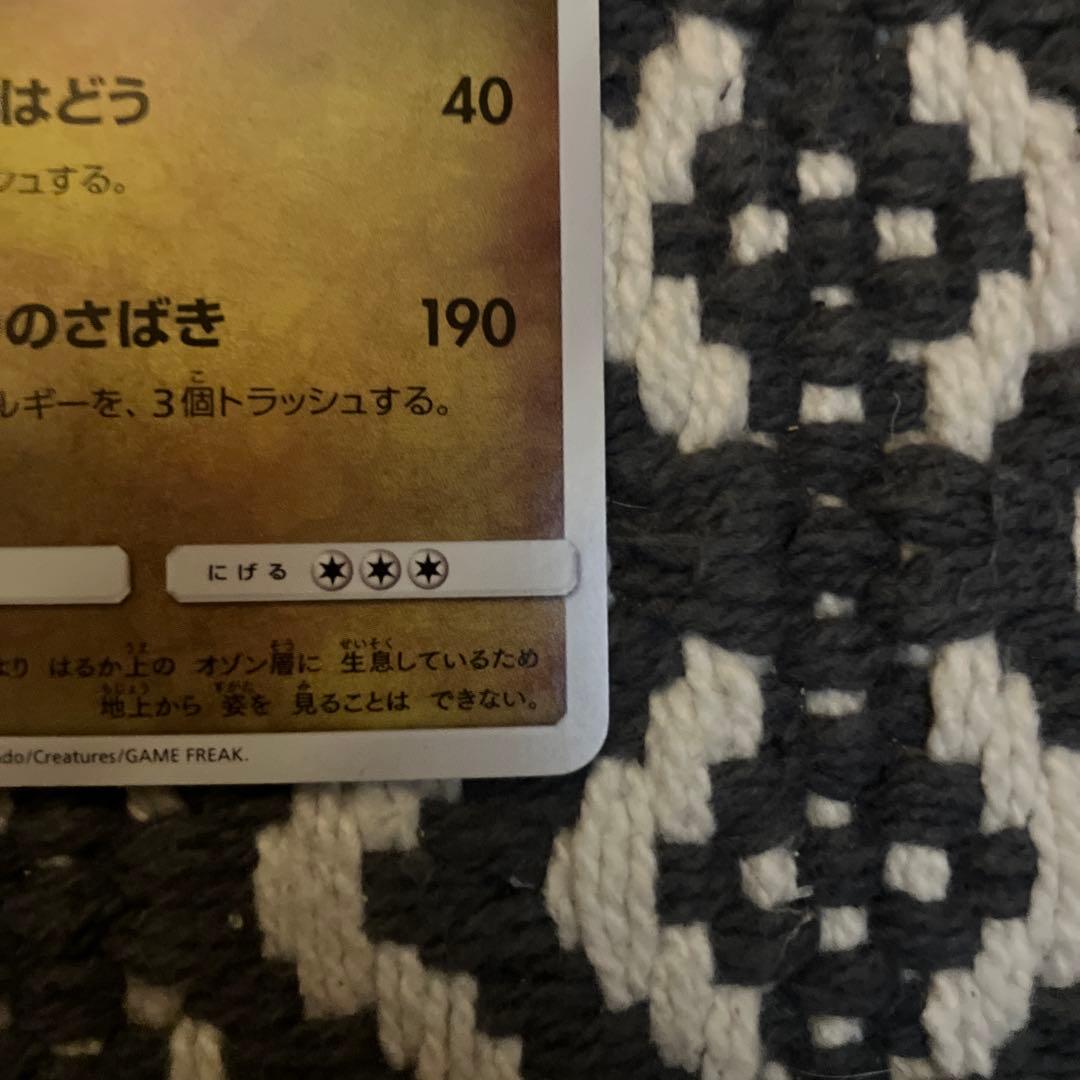 はどう 40
ュする。
のさばき 190
ルギーを、3個トラッシュする。
にげる
より はるか上の オゾン層に 生息しているため
地上から 姿を 見ることは できない。
do/Creatures/GAME FREAK.